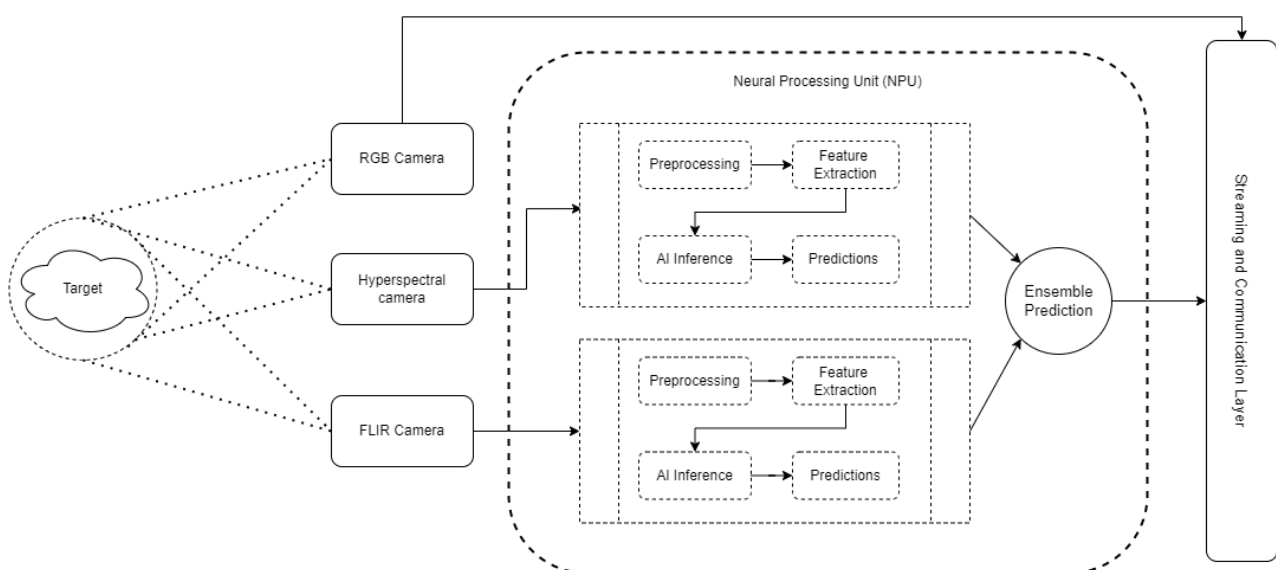 Neural Processing Unit (NPU)
RGB Camera
Preprocessing
Feature
Extraction
AI Inference
Predictions
Target
Hyperspectral
camera
Ensemble
Prediction
Streaming and Communication Layer
Preprocessing
Feature
Extraction
FLIR Camera
AI Inference
Predictions